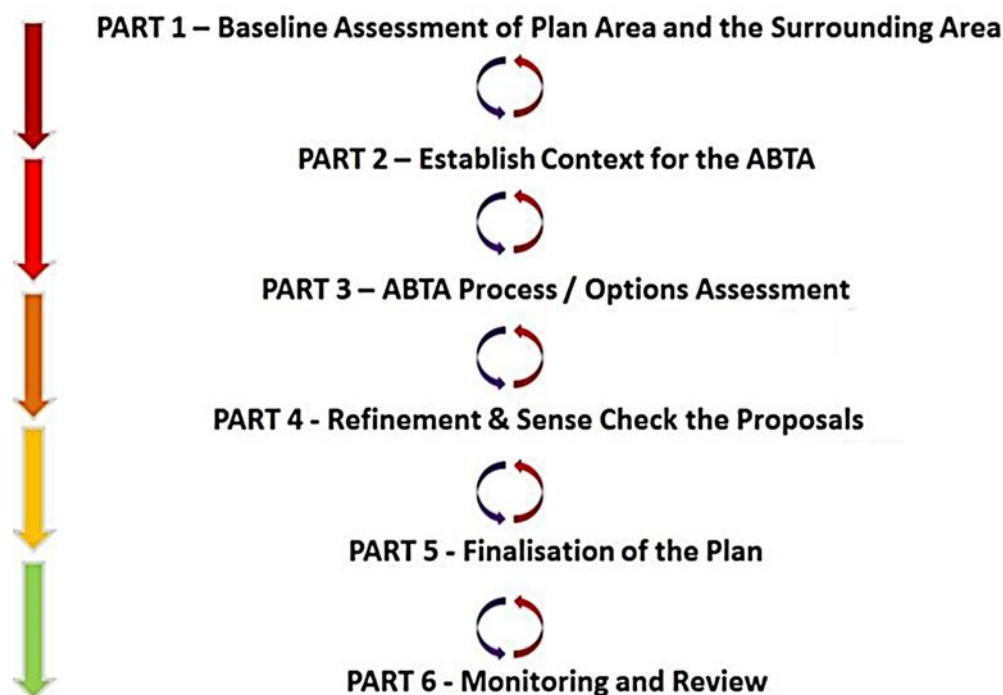 PART 1 – Baseline Assessment of Plan Area and the Surrounding Area
PART 2 – Establish Context for the ABTA
PART 3 – ABTA Process / Options Assessment
PART 4 - Refinement & Sense Check the Proposals
PART 5 - Finalisation of the Plan
PART 6 - Monitoring and Review